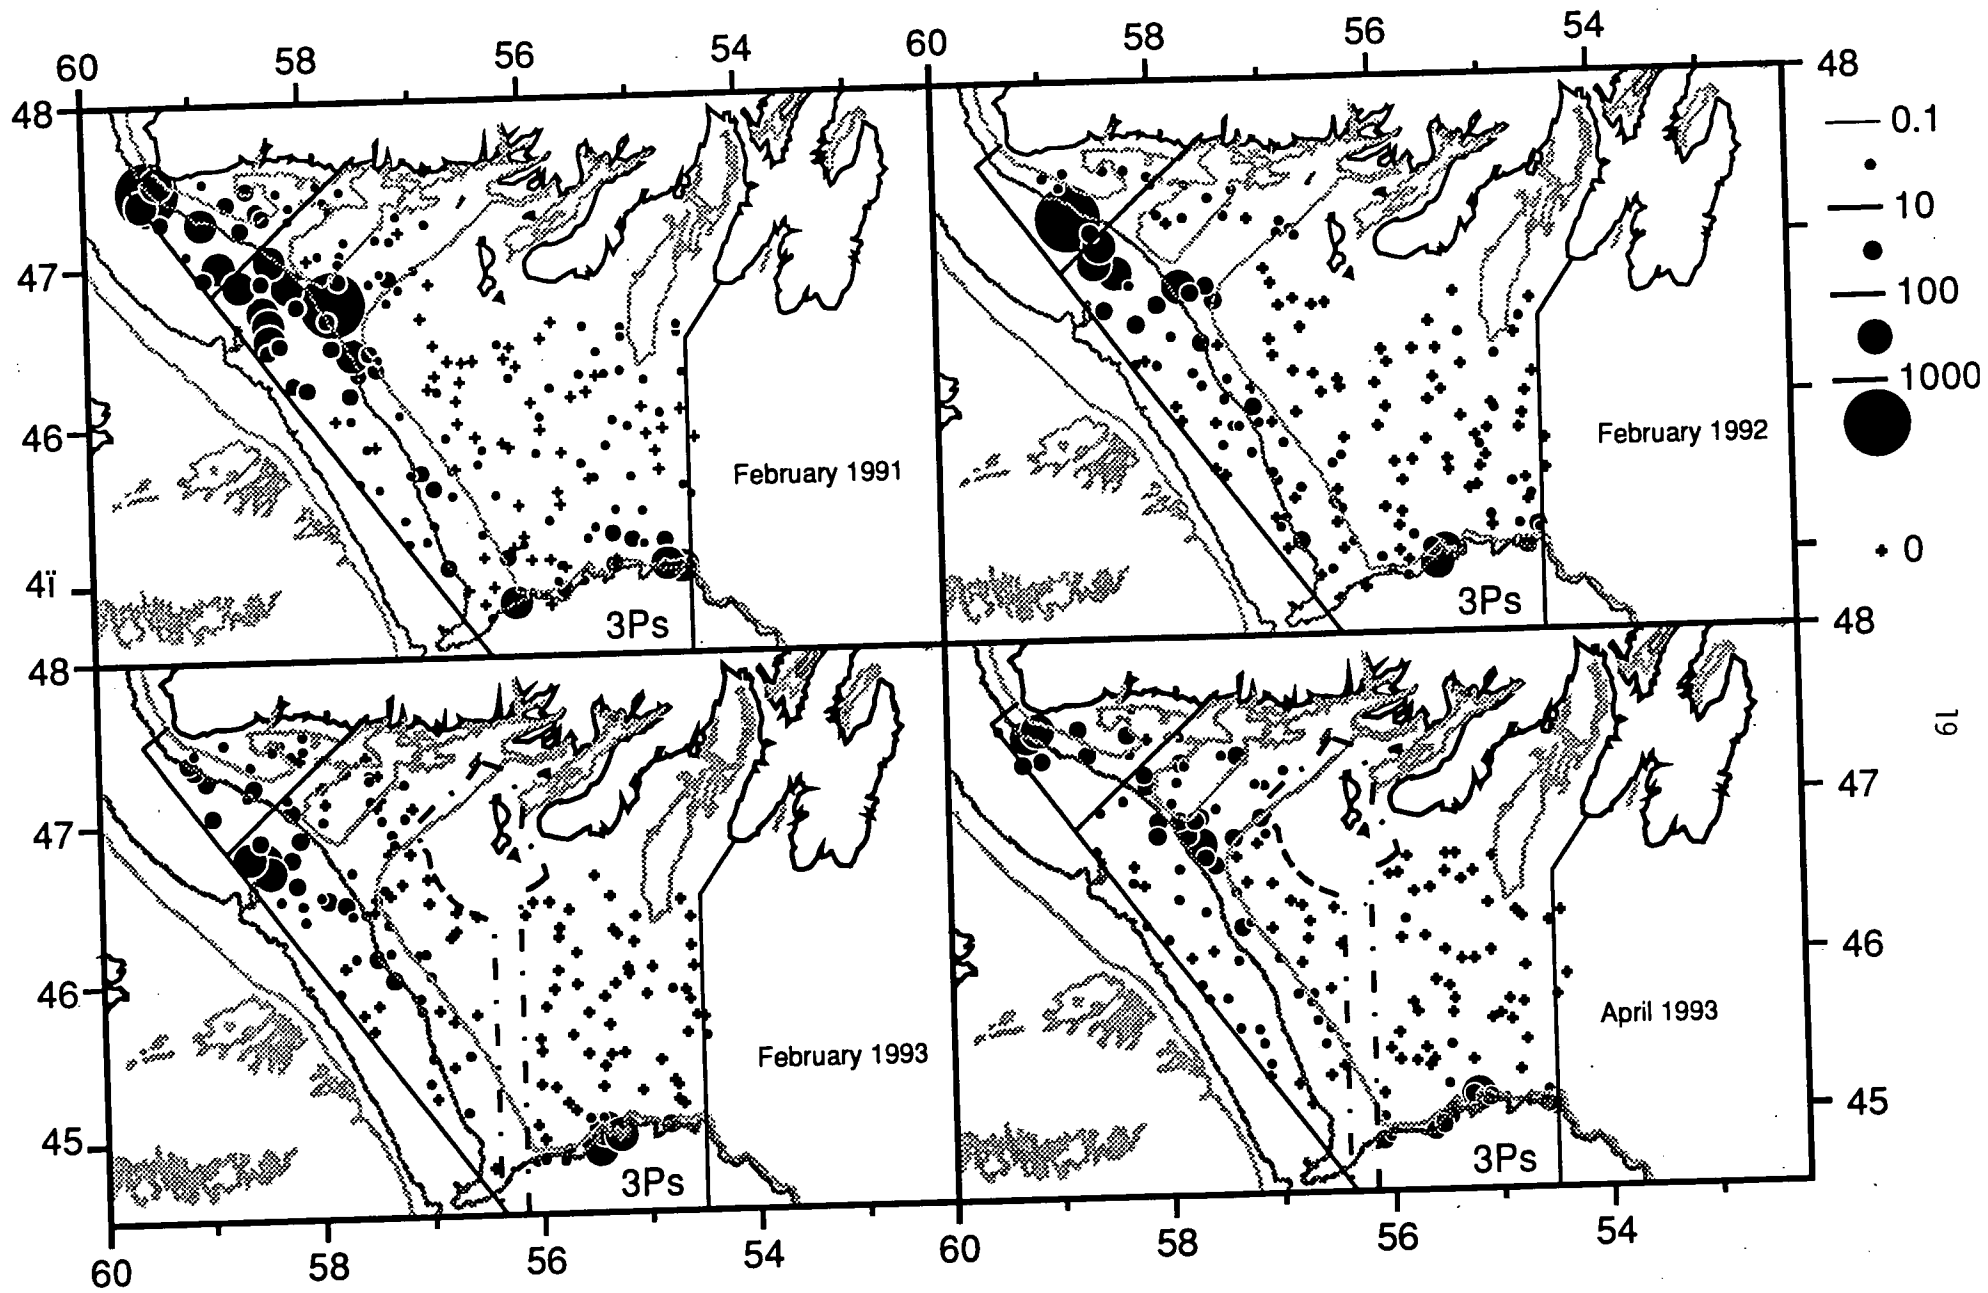 60 58 56 54 60 58 56 54
48 48
0.1
10
100
1000
0
47
46
4ï
February 1991
3Ps
February 1992
3Ps
48 48
47 47
46 46
45 45
February 1993
3Ps
April 1993
3Ps
60 58 56 54 60 58 56 54
19